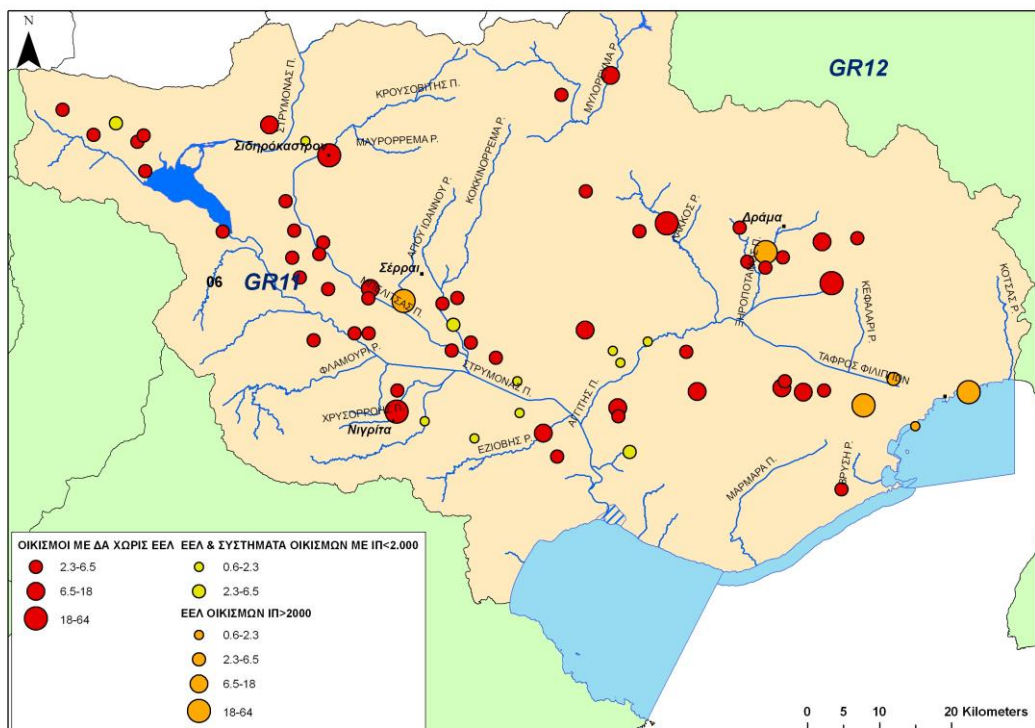 N
GR12
ΣΤΡΥΜΟΝΑΣ Π.
ΚΡΟΥΣΟΒΙΤΗΣ Π.
ΜΥΛΟΡΕΥΜΑ Ρ.
Σιδηρόκαστρον
ΜΑΥΡΟΡΡΕΜΑ Ρ.
ΚΟΚΚΙΝΟΡΡΕΜΑ Ρ.
ΑΓΙΟΥ ΙΩΑΝΝΟΥ Ρ.
ΛΑΚΚΟΣ Ρ.
Δράμα
ΞΗΡΟΠΟΤΑΜΟΣ Π.
ΚΟΤΣΑΣ Ρ.
ΚΕΦΑΛΑΡΙ Ρ.
Σέρραι
06
GR11
ΦΛΑΜΟΥΡΙ Ρ.
ΣΤΡΥΜΟΝΑΣ Π.
ΑΓΓΙΤΗΣ Π.
ΤΑΦΡΟΣ ΦΙΛΙΠΠΩΝ
Νιγρίτα
ΕΖΙΟΒΗΣ Ρ.
ΜΑΡΜΑΡΑ Π.
ΒΡΥΣΗ Ρ.
ΟΙΚΙΣΜΟΙ ΜΕ ΔΑ ΧΩΡΙΣ ΕΕΛ ΕΕΛ & ΣΥΣΤΗΜΑΤΑ ΟΙΚΙΣΜΩΝ ΜΕ ΙΠ<2.000
2.3-6.5 0.6-2.3
6.5-18 2.3-6.5
18-64
ΕΕΛ ΟΙΚΙΣΜΩΝ ΙΠ>2000
0.6-2.3
2.3-6.5
6.5-18
18-64
0 5 10 20 Kilometers